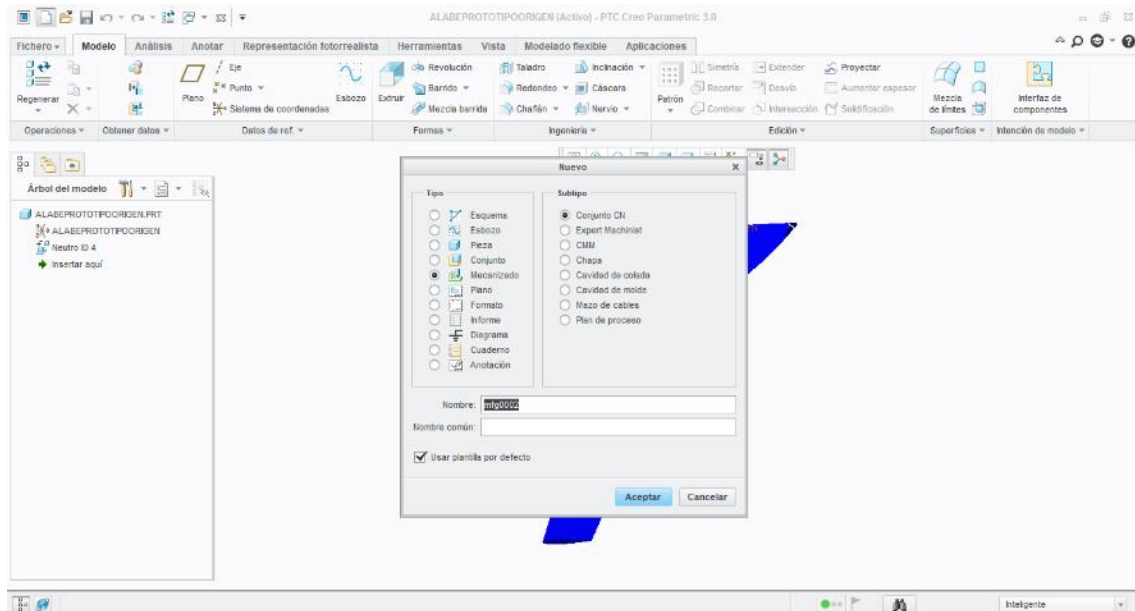 ALABEPROTOTIPOORIGEN (Activo) - PTC Creo Parametric 3.0
Fichero Modelo Análisis Anotar Representación fotorrealista Herramientas Vista Modelado flexible Aplicaciones
Regenerar
Operaciones
Obtener datos
Plano
Eje
Punto
Sistema de coordenadas
Esbozo
Datos de ref.
Extruir
Revolución
Barrido
Mezcla barrida
Formas
Taladro
Redondeo
Chaflán
Inclinación
Cáscara
Nervio
Ingeniería
Patrón
Simetría
Recortar
Combinar
Extender
Desvío
Intersección
Proyectar
Aumentar espesor
Solidificación
Edición
Mezcla de límites
Superficies
Interfaz de componentes
Intención de modelo
Árbol del modelo
ALABEPROTOTIPOORIGEN.PRT
ALABEPROTOTIPOORIGEN
Neutro ID 4
Insertar aquí
Nuevo
Tipo
Esquema
Esbozo
Pieza
Conjunto
Mecanizado
Plano
Formato
Informe
Diagrama
Cuaderno
Anotación
Subtipo
Conjunto CN
Expert Machinist
CMM
Chapa
Cavidad de colada
Cavidad de molde
Mazo de cables
Plan de proceso
Nombre: mfg0002
Nombre común:
Usar plantilla por defecto
Aceptar Cancelar
Inteligente